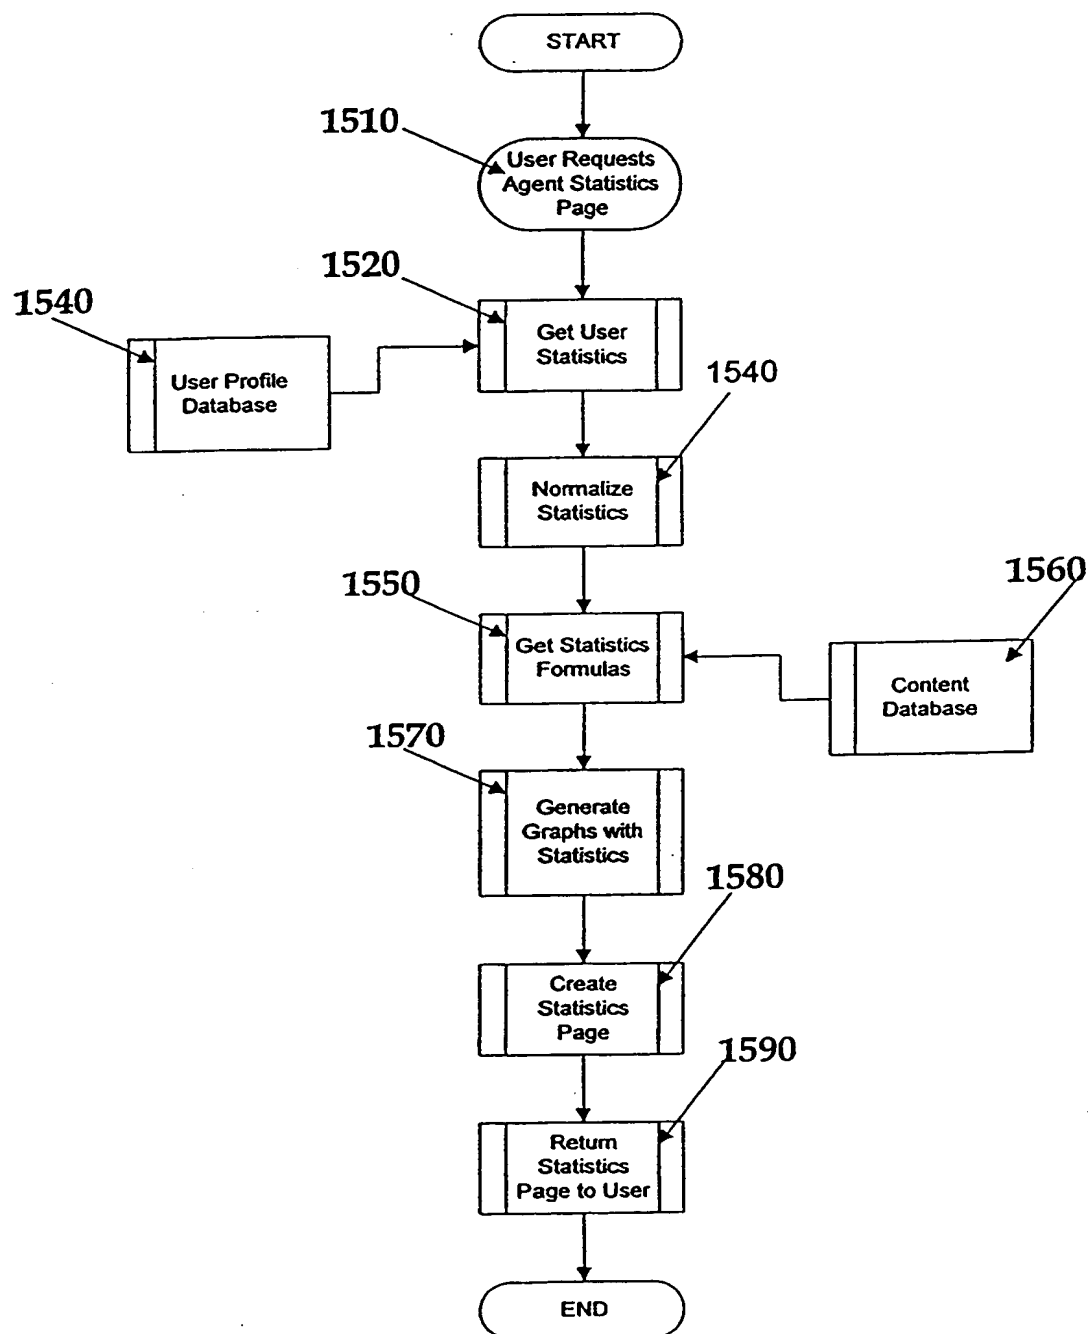 START
1510
User Requests
Agent Statistics
Page
1520
1540
Get User
Statistics
User Profile
Database
1540
Normalize
Statistics
1550
1560
Get Statistics
Formulas
Content
Database
1570
Generate
Graphs with
Statistics
1580
Create
Statistics
Page
1590
Return
Statistics
Page to User
END